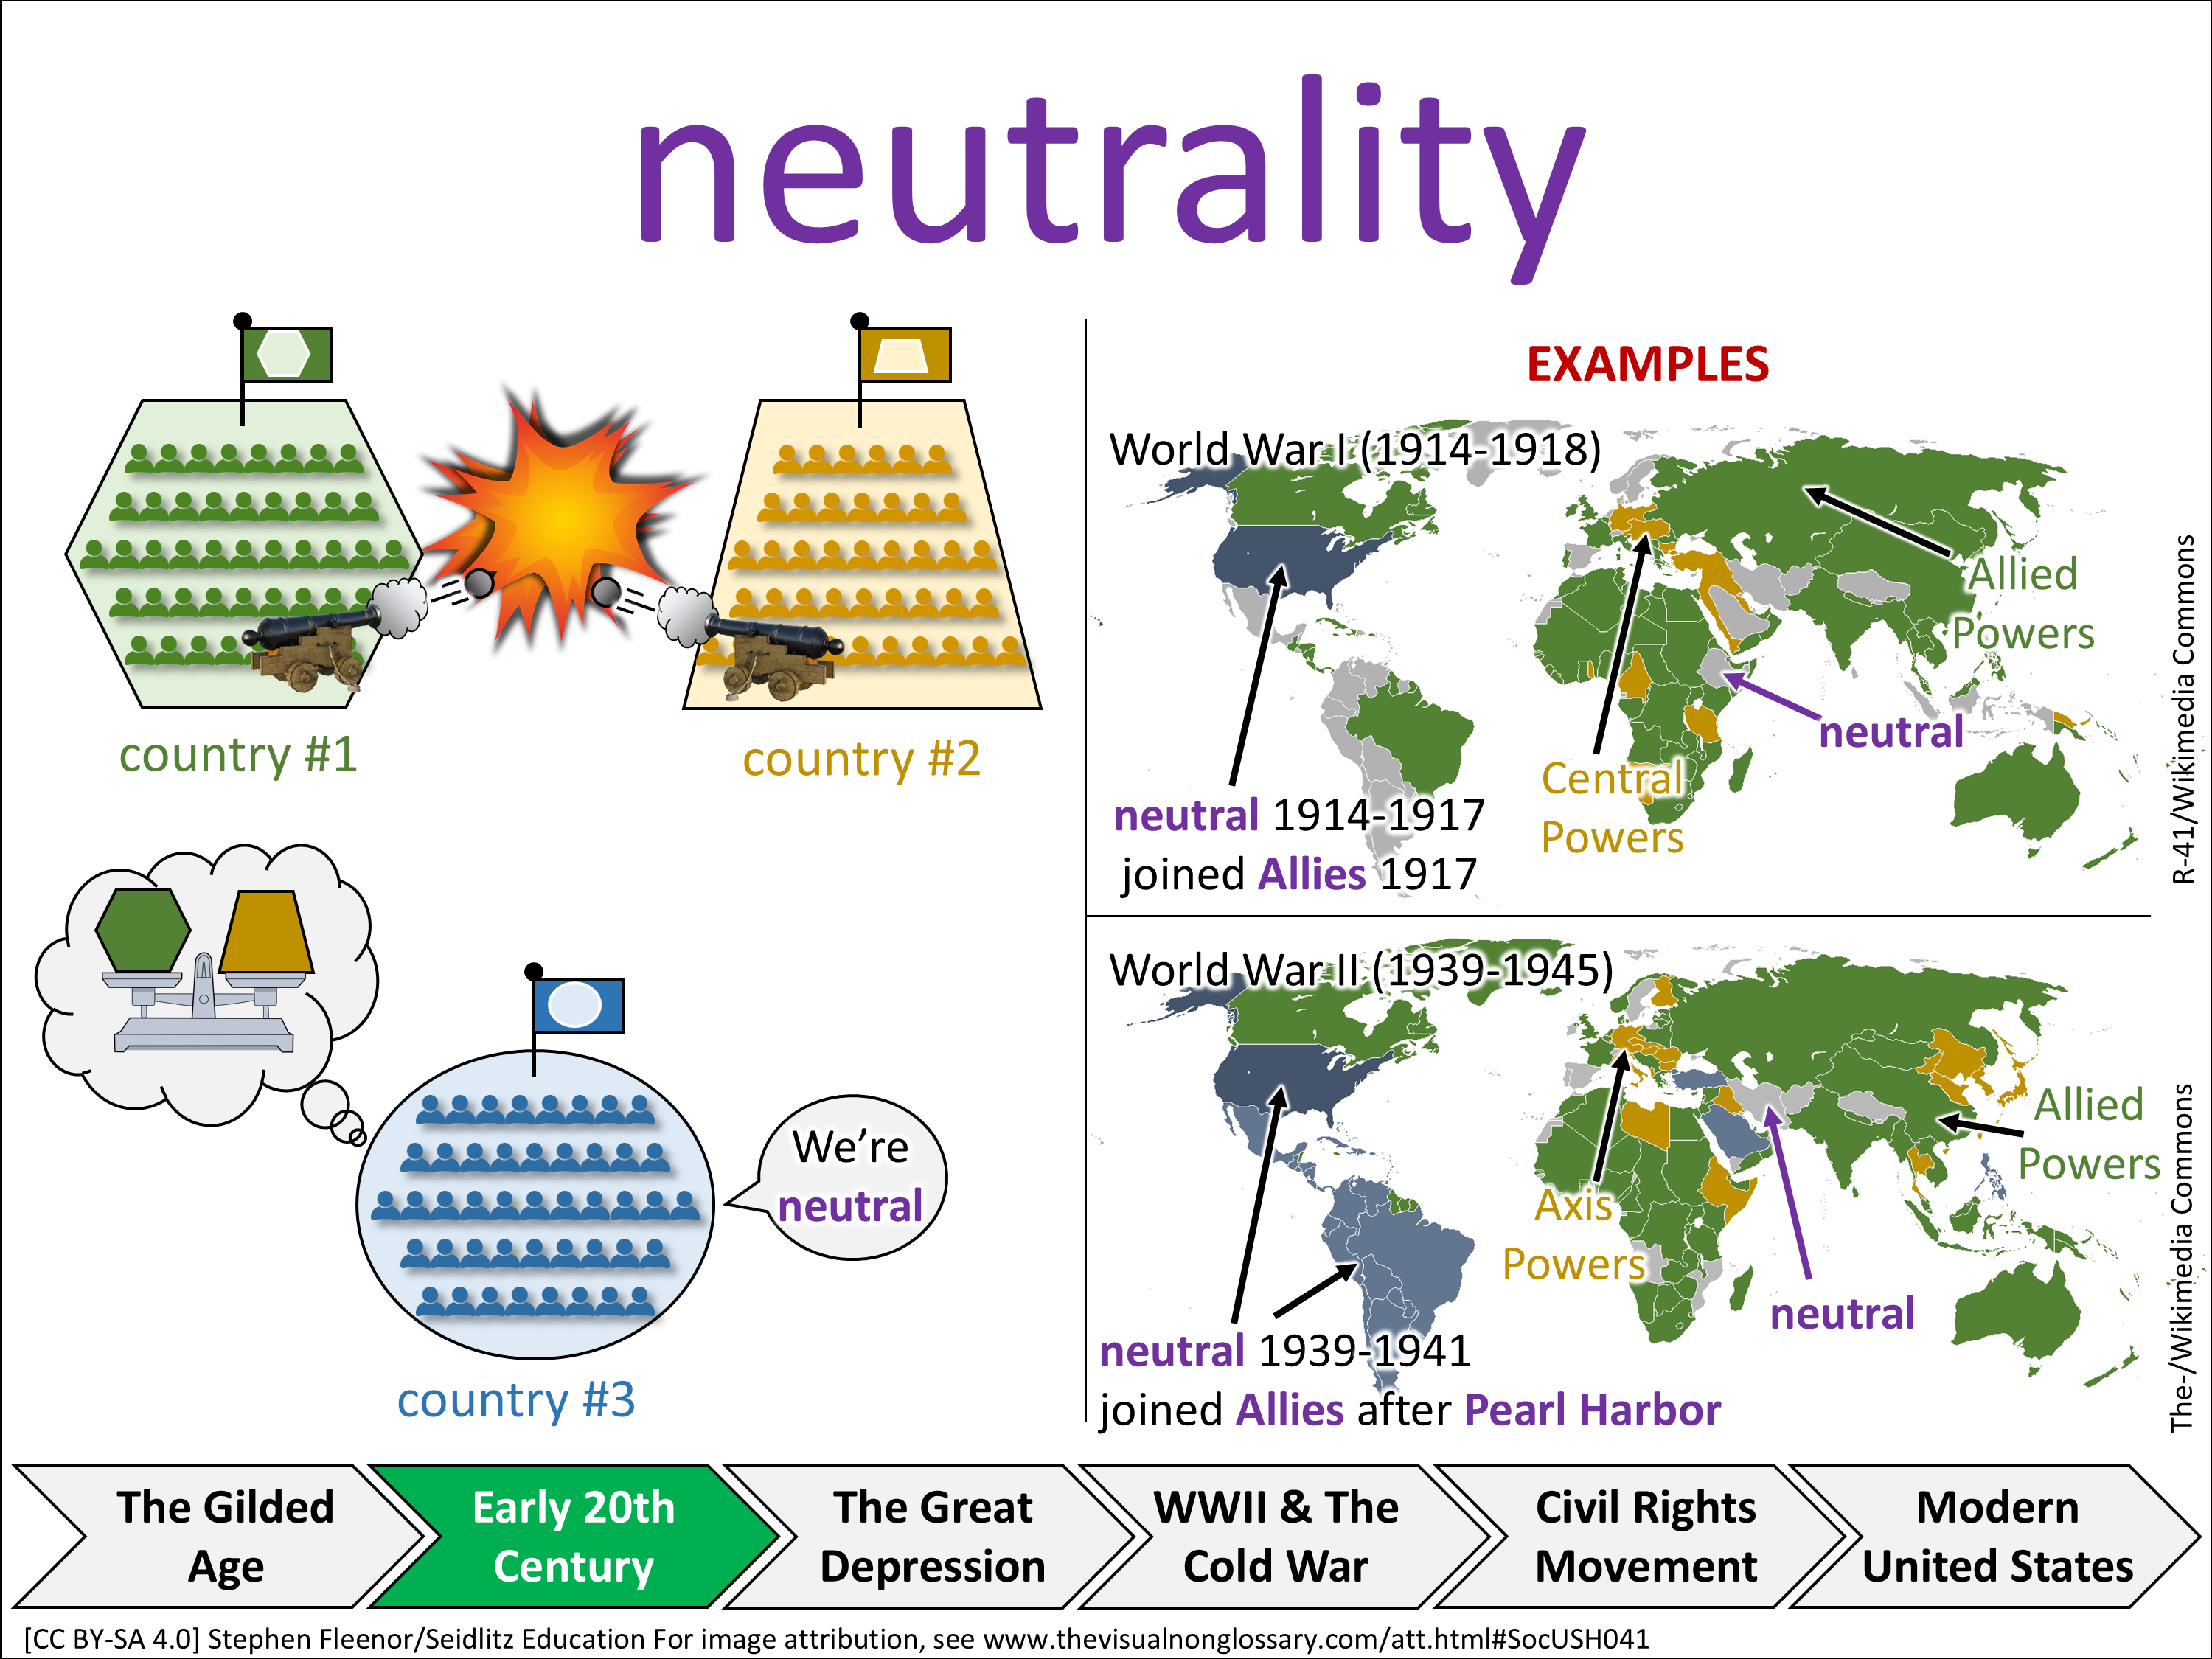 neutrality
country #1
country #2
We're
neutral
country #3
EXAMPLES
World War I (1914-1918)
Allied
Powers
neutral
Central
Powers
neutral 1914-1917
joined Allies 1917
R-41/Wikimedia Commons
World War II (1939-1945)
Allied
Powers
Axis
Powers
neutral
neutral 1939-1941
joined Allies after Pearl Harbor
The-/Wikimedia Commons
The Gilded
Age
Early 20th
Century
The Great
Depression
WWII & The
Cold War
Civil Rights
Movement
Modern
United States
[CC BY-SA 4.0] Stephen Fleenor/Seidlitz Education For image attribution, see www.thevisualnonglossary.com/att.html#SocUSH041